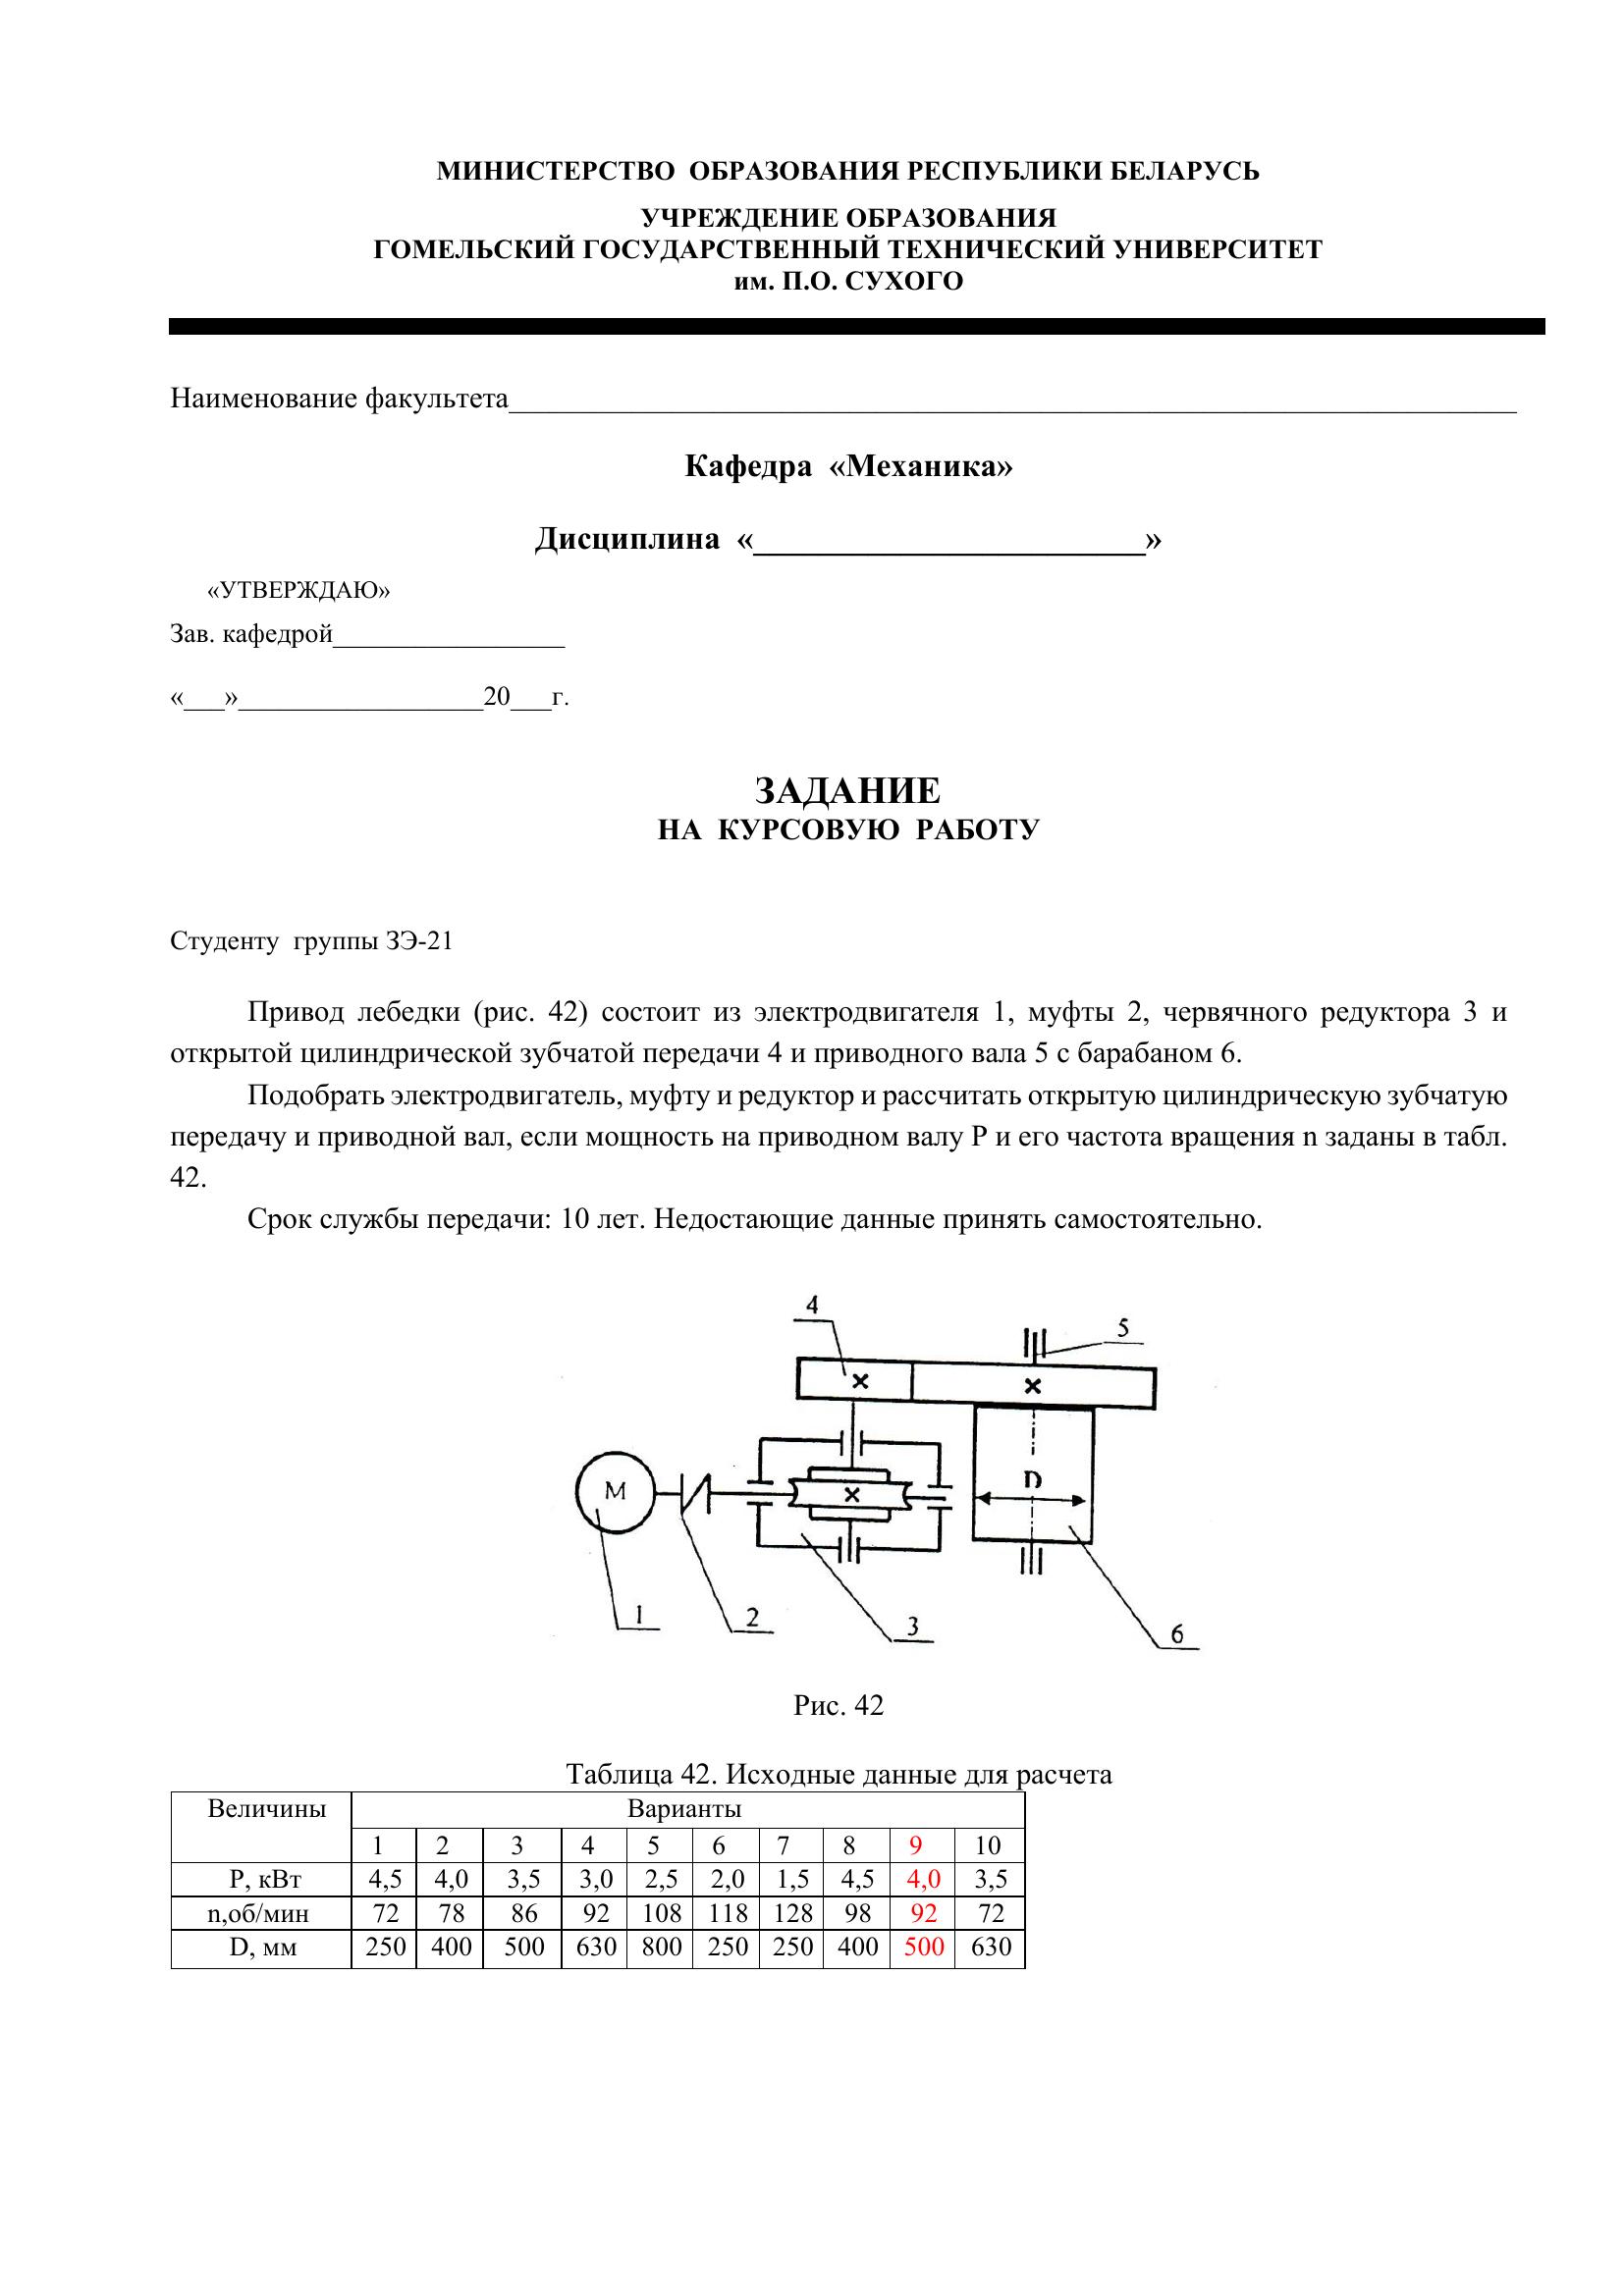 МИНИСТЕРСТВО ОБРАЗОВАНИЯ РЕСПУБЛИКИ БЕЛАРУСЬ
УЧРЕЖДЕНИЕ ОБРАЗОВАНИЯ
ГОМЕЛЬСКИЙ ГОСУДАРСТВЕННЫЙ ТЕХНИЧЕСКИЙ УНИВЕРСИТЕТ
им. П.О. СУХОГО
Наименование факультета____________________
Кафедра «Механика»
Дисциплина «____________________»
«УТВЕРЖДАЮ»
Зав. кафедрой_________________
«___»__________________20___г.
ЗАДАНИЕ
НА КУРСОВУЮ РАБОТУ
Студенту группы ЗЭ-21
Привод лебедки (рис. 42) состоит из электродвигателя 1, муфты 2, червячного редуктора 3 и
открытой цилиндрической зубчатой передачи 4 и приводного вала 5 с барабаном 6.
Подобрать электродвигатель, муфту и редуктор и рассчитать открытую цилиндрическую зубчатую
передачу и приводной вал, если мощность на приводном валу Р и его частота вращения n заданы в табл.
42.
Срок службы передачи: 10 лет. Недостающие данные принять самостоятельно.
4
5
M
D
1
2
3
6
Рис. 42
Таблица 42. Исходные данные для расчета
Величины Варианты
1 2 3 4 5 6 7 8 9 10
Р, кВт 4,5 4,0 3,5 3,0 2,5 2,0 1,5 4,5 4,0 3,5
n,об/мин 72 78 86 92 108 118 128 98 92 72
D, мм 250 400 500 630 800 250 250 400 500 630